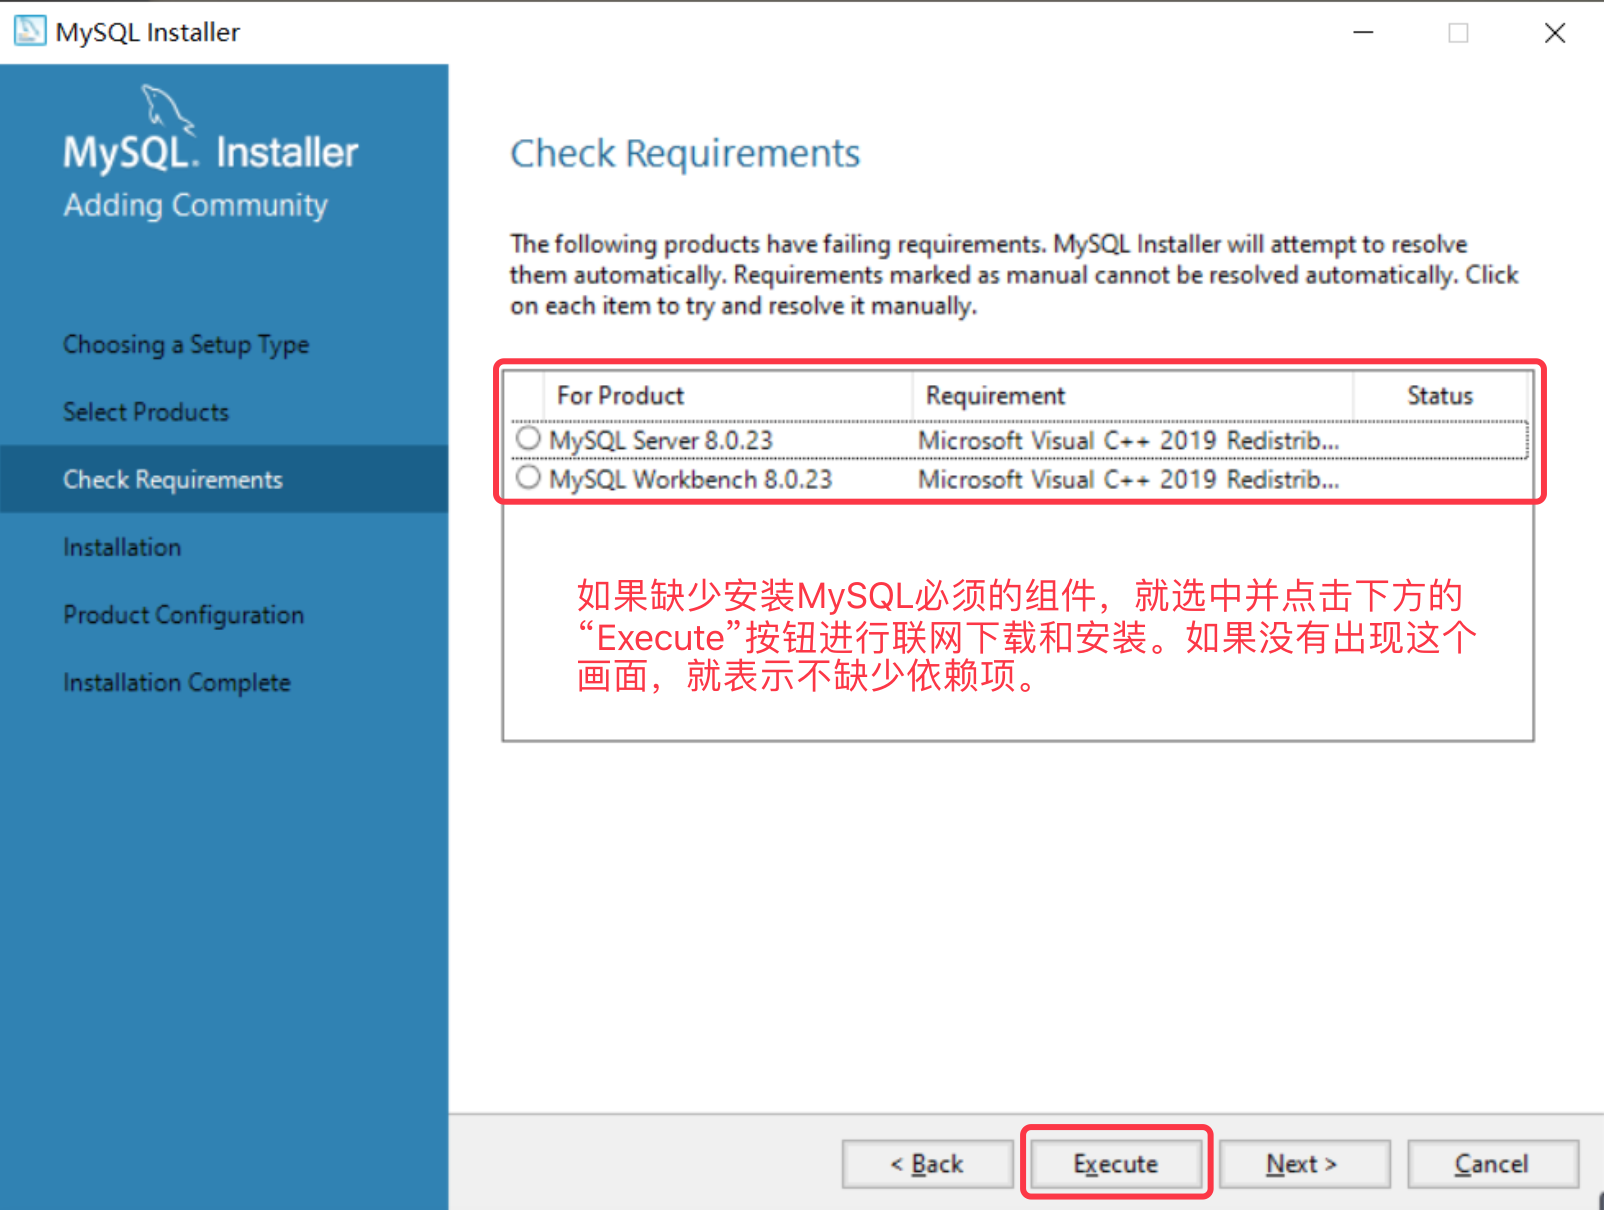 MySQL Installer
MySQL. Installer
Adding Community
Choosing a Setup Type
Select Products
Check Requirements
Installation
Product Configuration
Installation Complete
Check Requirements
The following products have failing requirements. MySQL Installer will attempt to resolve
them automatically. Requirements marked as manual cannot be resolved automatically. Click
on each item to try and resolve it manually.
For Product Requirement Status
MySQL Server 8.0.23 Microsoft Visual C++ 2019 Redistrib...
MySQL Workbench 8.0.23 Microsoft Visual C++ 2019 Redistrib...
如果缺少安装MySQL必须的组件，就选中并点击下方的
“Execute”按钮进行联网下载和安装。如果没有出现这个
画面，就表示不缺少依赖项。
< Back Execute Next > Cancel